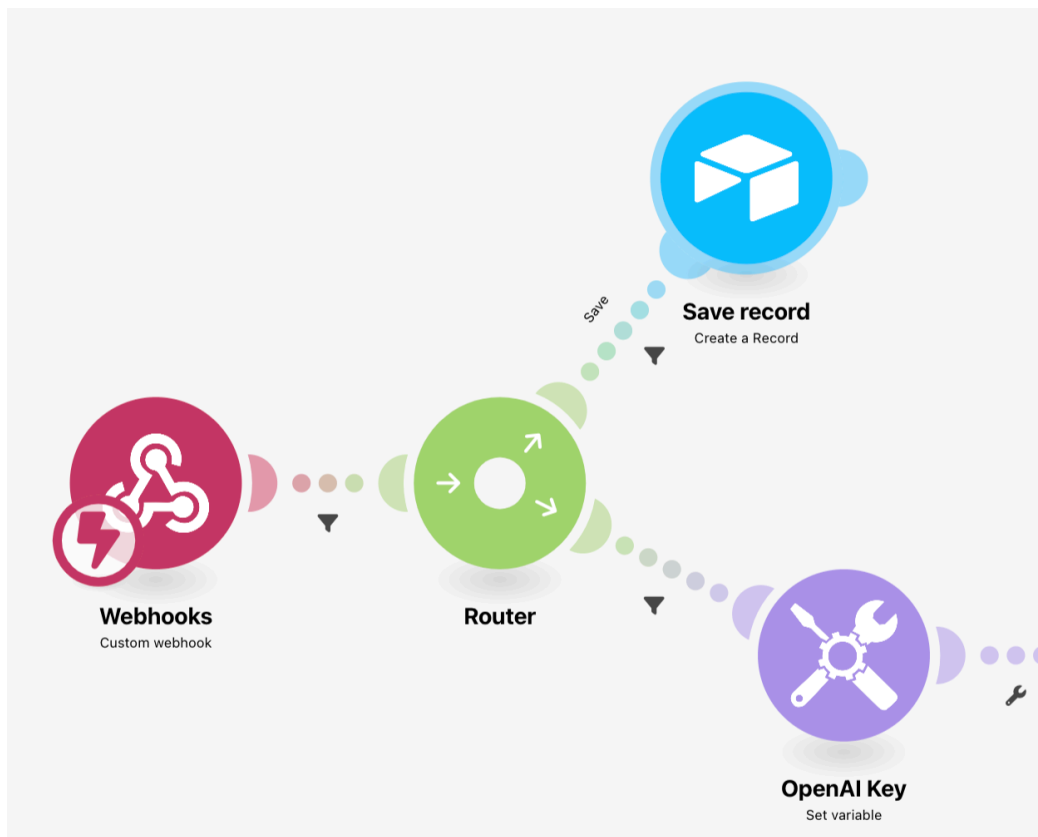 Save
Save record
Create a Record
Webhooks
Custom webhook
Router
OpenAI Key
Set variable